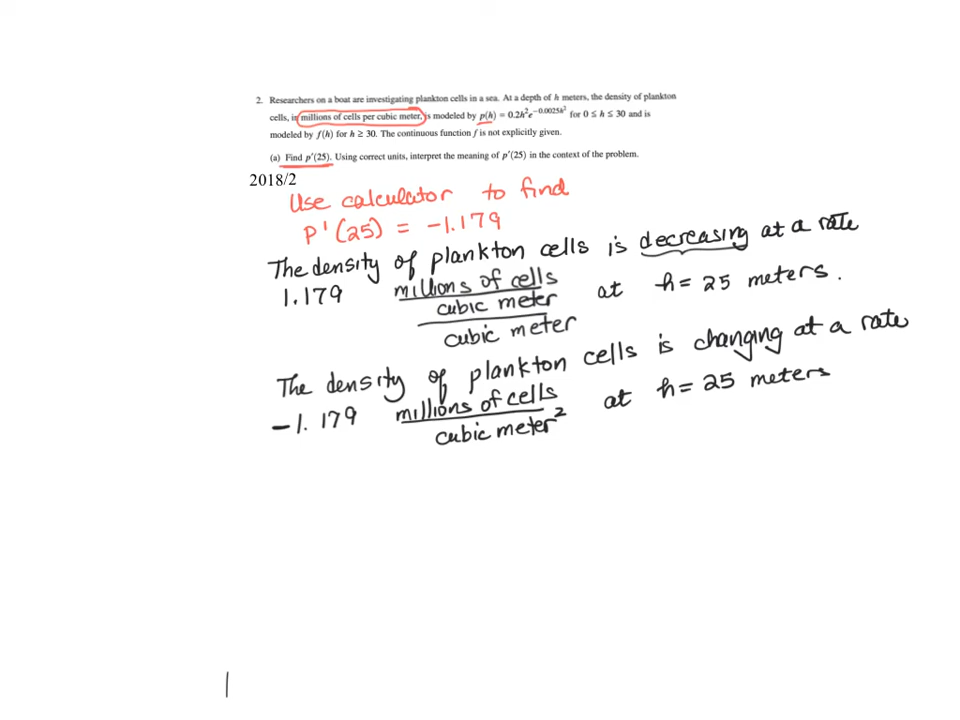 2. Researchers on a boat are investigating plankton cells in a sea. At a depth of h meters, the density of plankton
cells, in millions of cells per cubic meter, is modeled by p(h) = 0.2h²e^−0.0025h² for 0 ≤ h ≤ 30 and is
modeled by f(h) for h ≥ 30. The continuous function f is not explicitly given.
(a) Find p′(25). Using correct units, interpret the meaning of p′(25) in the context of the problem.
2018/2
Use calculator to find
P'(25) = -1.179
The density of plankton cells is decreasing at a rate
1.179 millions of cells at h = 25 meters.
cubic meter
cubic meter
The density of plankton cells is changing at a rate
-1.179 millions of cells at h = 25 meters
cubic meter²